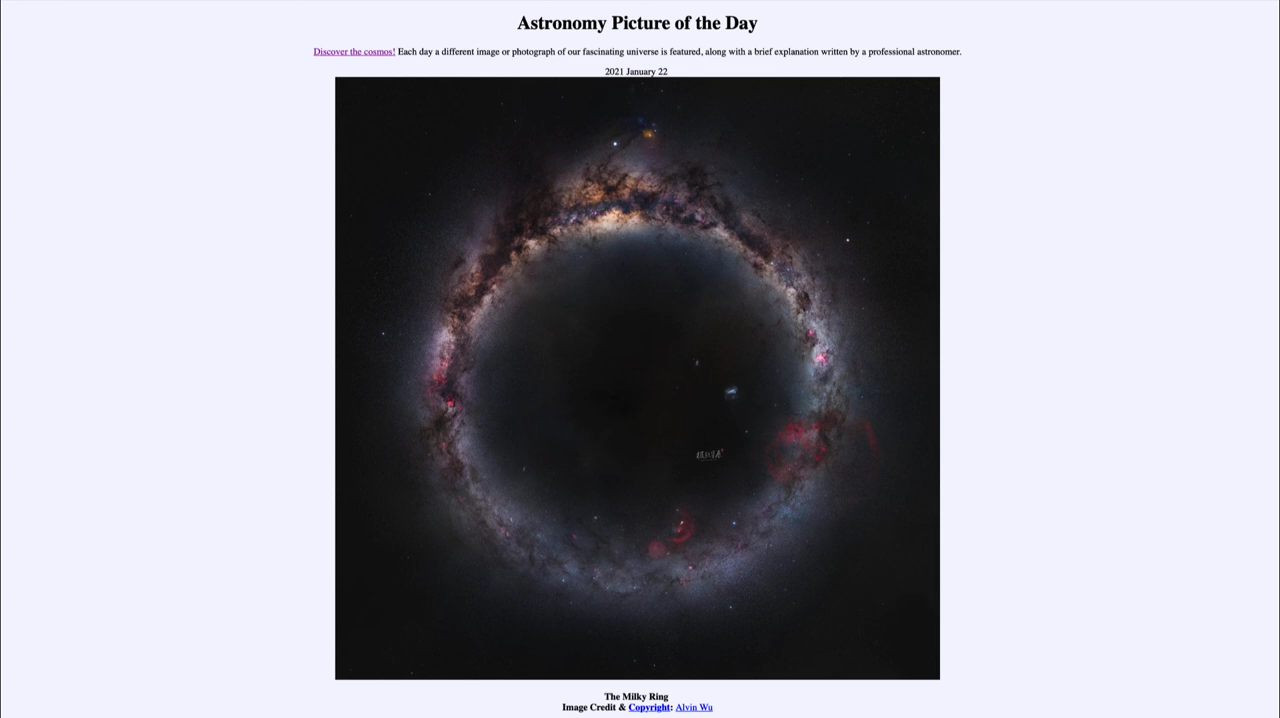 Astronomy Picture of the Day
Discover the cosmos! Each day a different image or photograph of our fascinating universe is featured, along with a brief explanation written by a professional astronomer.
2021 January 22
The Milky Ring
Image Credit & Copyright: Alvin Wu